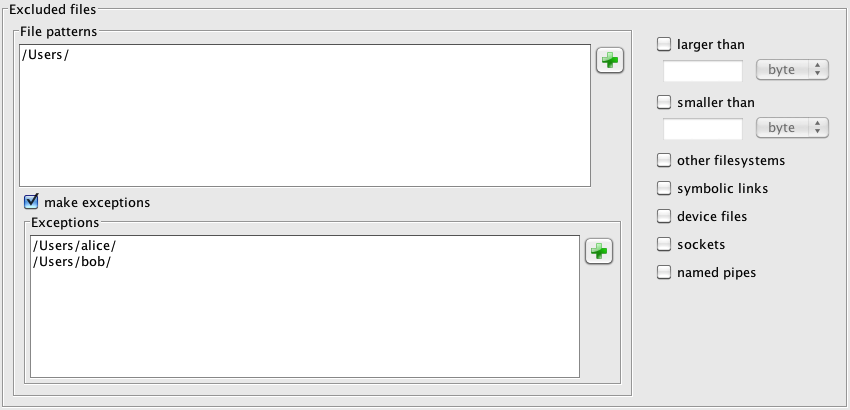 Excluded files
File patterns
/Users/
make exceptions
Exceptions
/Users/alice/
/Users/bob/
larger than
byte
smaller than
byte
other filesystems
symbolic links
device files
sockets
named pipes